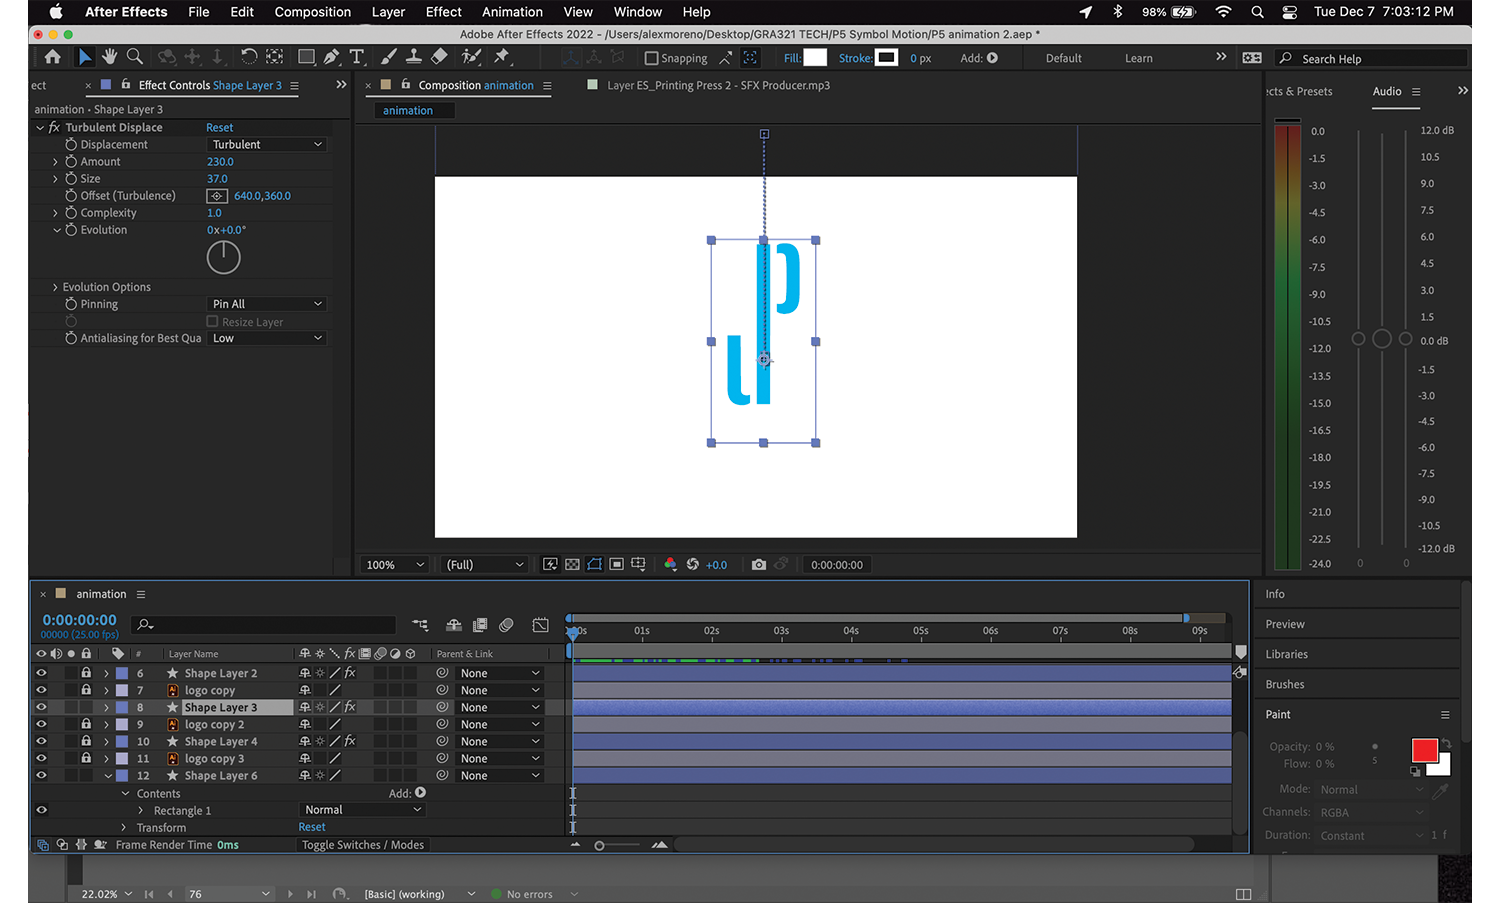 After Effects File Edit Composition Layer Effect Animation View Window Help 98% Tue Dec 7 7:03:12 PM
Adobe After Effects 2022 - /Users/alexmoreno/Desktop/GRA321 TECH/P5 Symbol Motion/P5 animation 2.aep *
Snapping Fill: Stroke: 0 px Add: Default Learn Search Help
ect × Effect Controls Shape Layer 3
× Composition animation
Layer ES_Printing Press 2 - SFX Producer.mp3
cts & Presets Audio
animation • Shape Layer 3
animation
fx Turbulent Displace Reset
Displacement Turbulent
Amount 230.0
Size 37.0
Offset (Turbulence) 640.0,360.0
Complexity 1.0
Evolution 0x+0.0°
Evolution Options
Pinning Pin All
Resize Layer
Antialiasing for Best Qua Low
0.0
-1.5
-3.0
-4.5
-6.0
-7.5
-9.0
-10.5
-12.0
-13.5
-15.0
-16.5
-18.0
-19.5
-21.0
-22.5
-24.0
12.0 dB
10.5
9.0
7.5
6.0
4.5
3.0
1.5
0.0 dB
-1.5
-3.0
-4.5
-6.0
-7.5
-9.0
-10.5
-12.0 dB
0 0
100% (Full) +0.0 0:00:00:00
× animation
0:00:00:00
00000 (25.00 fps)
01s 02s 03s 04s 05s 06s 07s 08s 09s
# Layer Name fx Parent & Link
6 Shape Layer 2 fx None
7 logo copy None
8 Shape Layer 3 fx None
9 logo copy 2 None
10 Shape Layer 4 fx None
11 logo copy 3 None
12 Shape Layer 6 None
Contents Add:
Rectangle 1 Normal
Transform Reset
Frame Render Time 0ms Toggle Switches / Modes
Info
Preview
Libraries
Brushes
Paint
Opacity: 0 %
Flow: 0 % 5
Mode: Normal
Channels: RGBA
Duration: Constant 1 f
22.02% 76 [Basic] (working) No errors